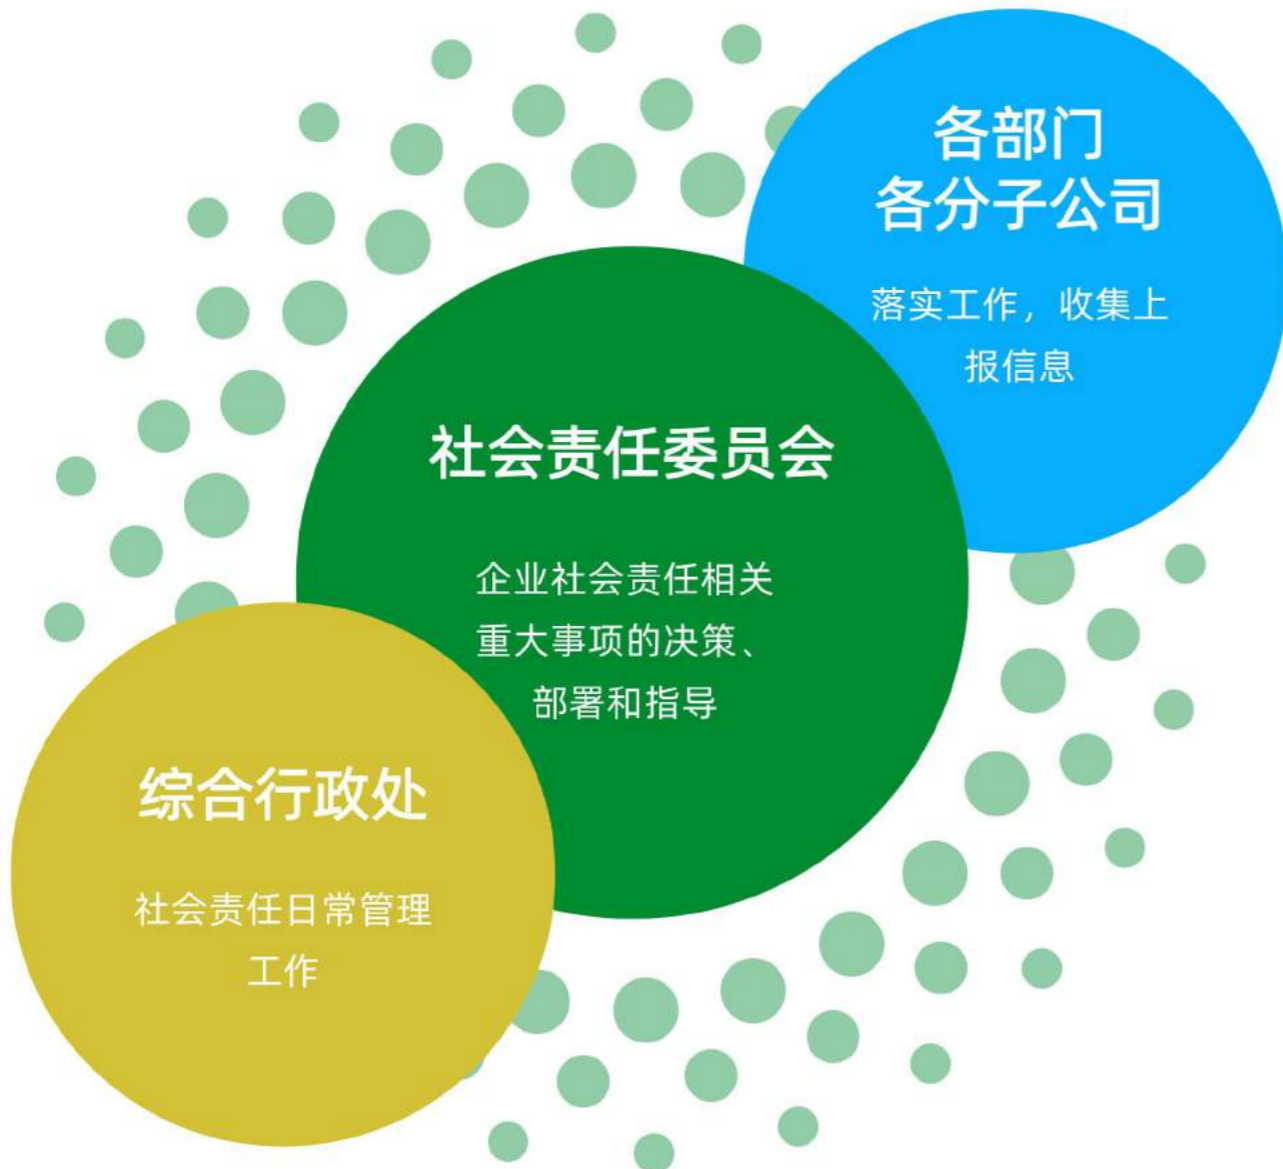 各部门
各分子公司
落实工作，收集上
报信息
社会责任委员会
企业社会责任相关
重大事项的决策、
部署和指导
综合行政处
社会责任日常管理
工作